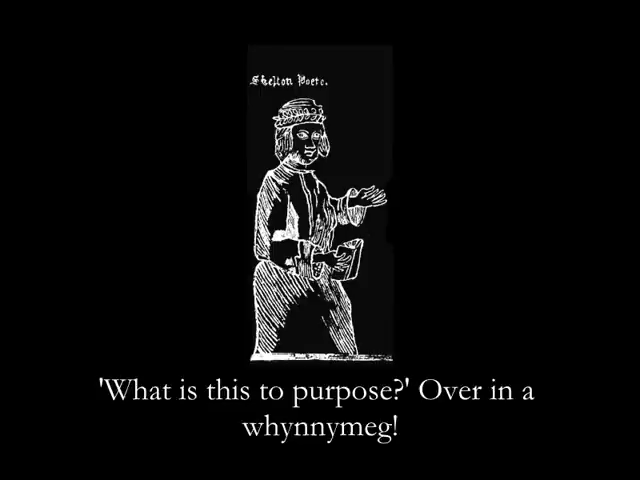 Skelton Poete.
'What is this to purpose?' Over in a
whynnymeg!